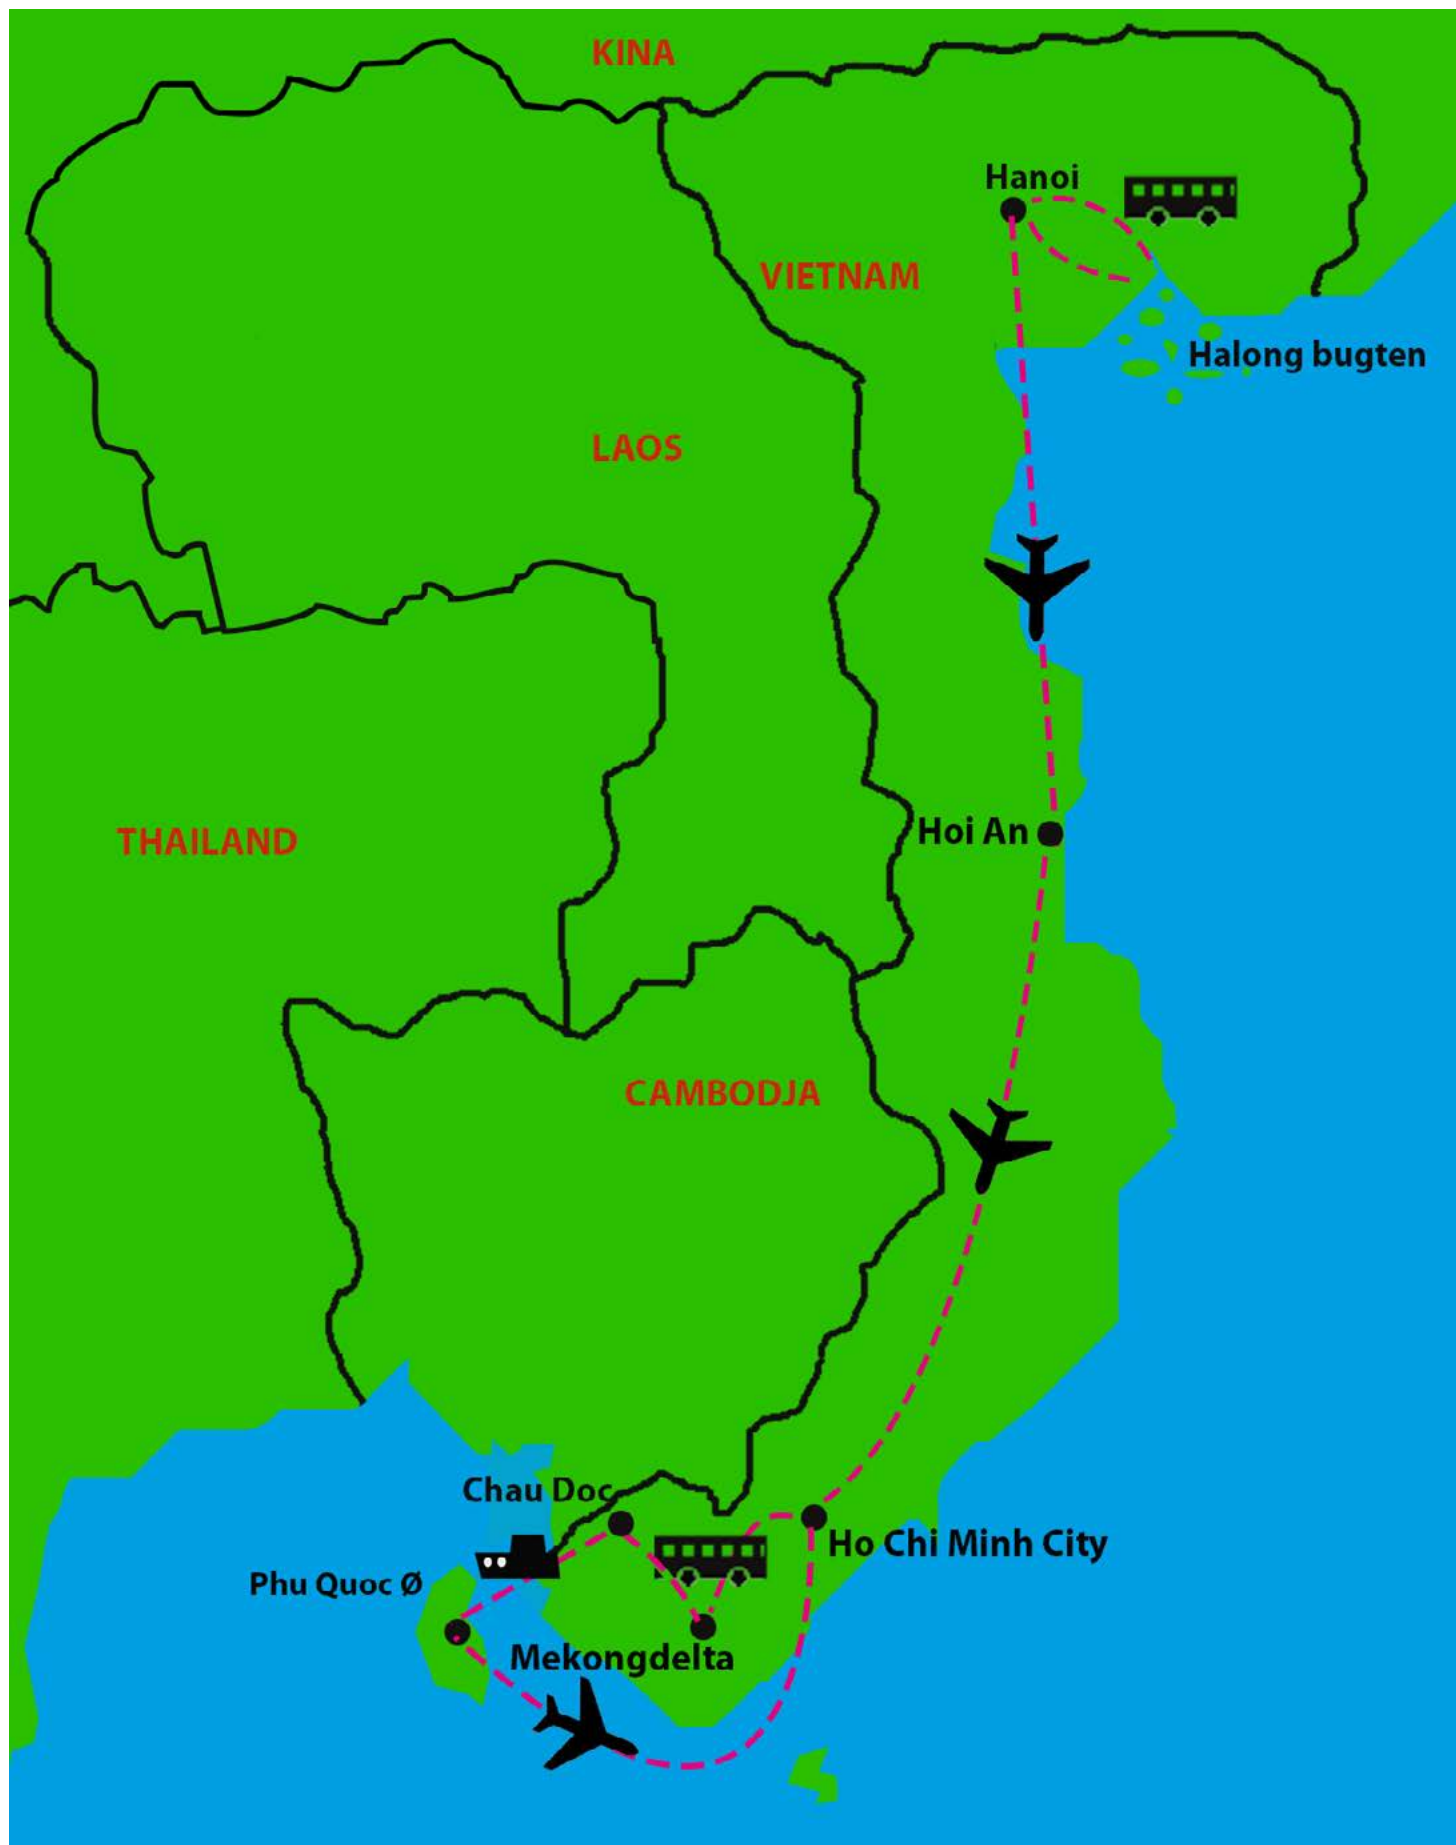 KINA
Hanoi
VIETNAM
Halong bugten
LAOS
THAILAND
Hoi An
CAMBODJA
Chau Doc
Ho Chi Minh City
Phu Quoc Ø
Mekongdelta